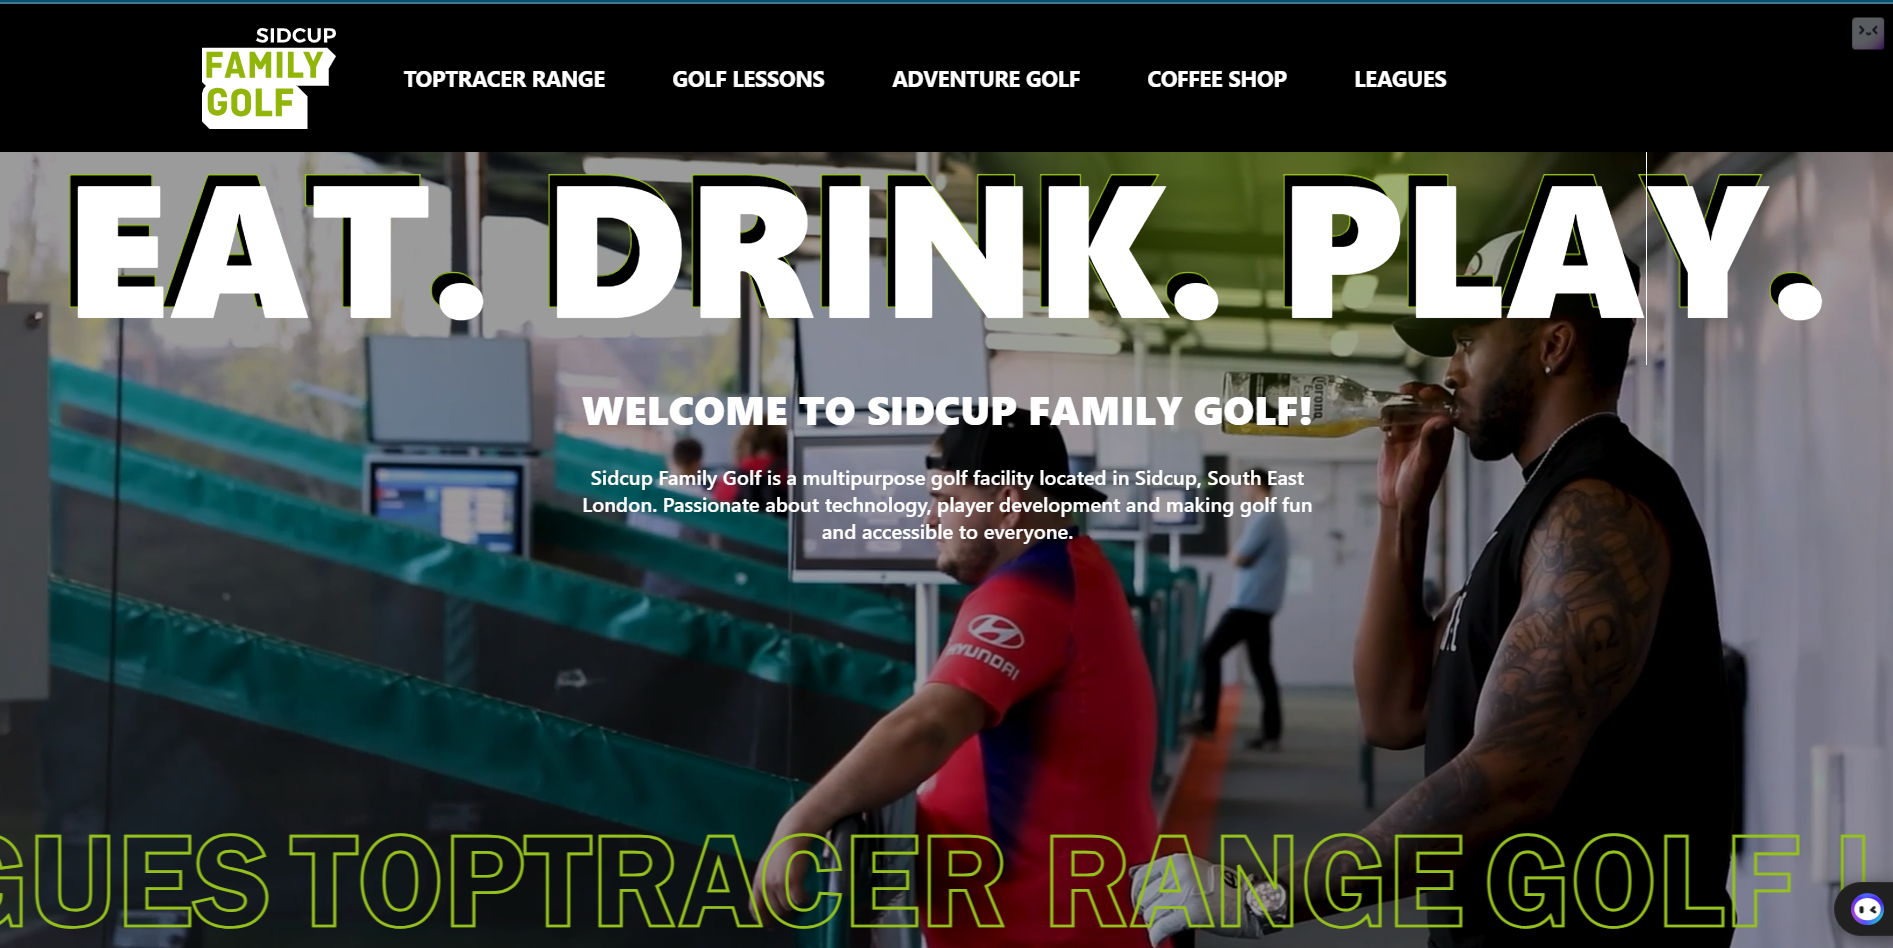 SIDCUP
FAMILY
GOLF
TOPTRACER RANGE
GOLF LESSONS
ADVENTURE GOLF
COFFEE SHOP
LEAGUES
EAT. DRINK. PLAY.
WELCOME TO SIDCUP FAMILY GOLF!
Sidcup Family Golf is a multipurpose golf facility located in Sidcup, South East
London. Passionate about technology, player development and making golf fun
and accessible to everyone.
Corona
HYUNDAI
GUES TOPTRACER RANGE GOLF L